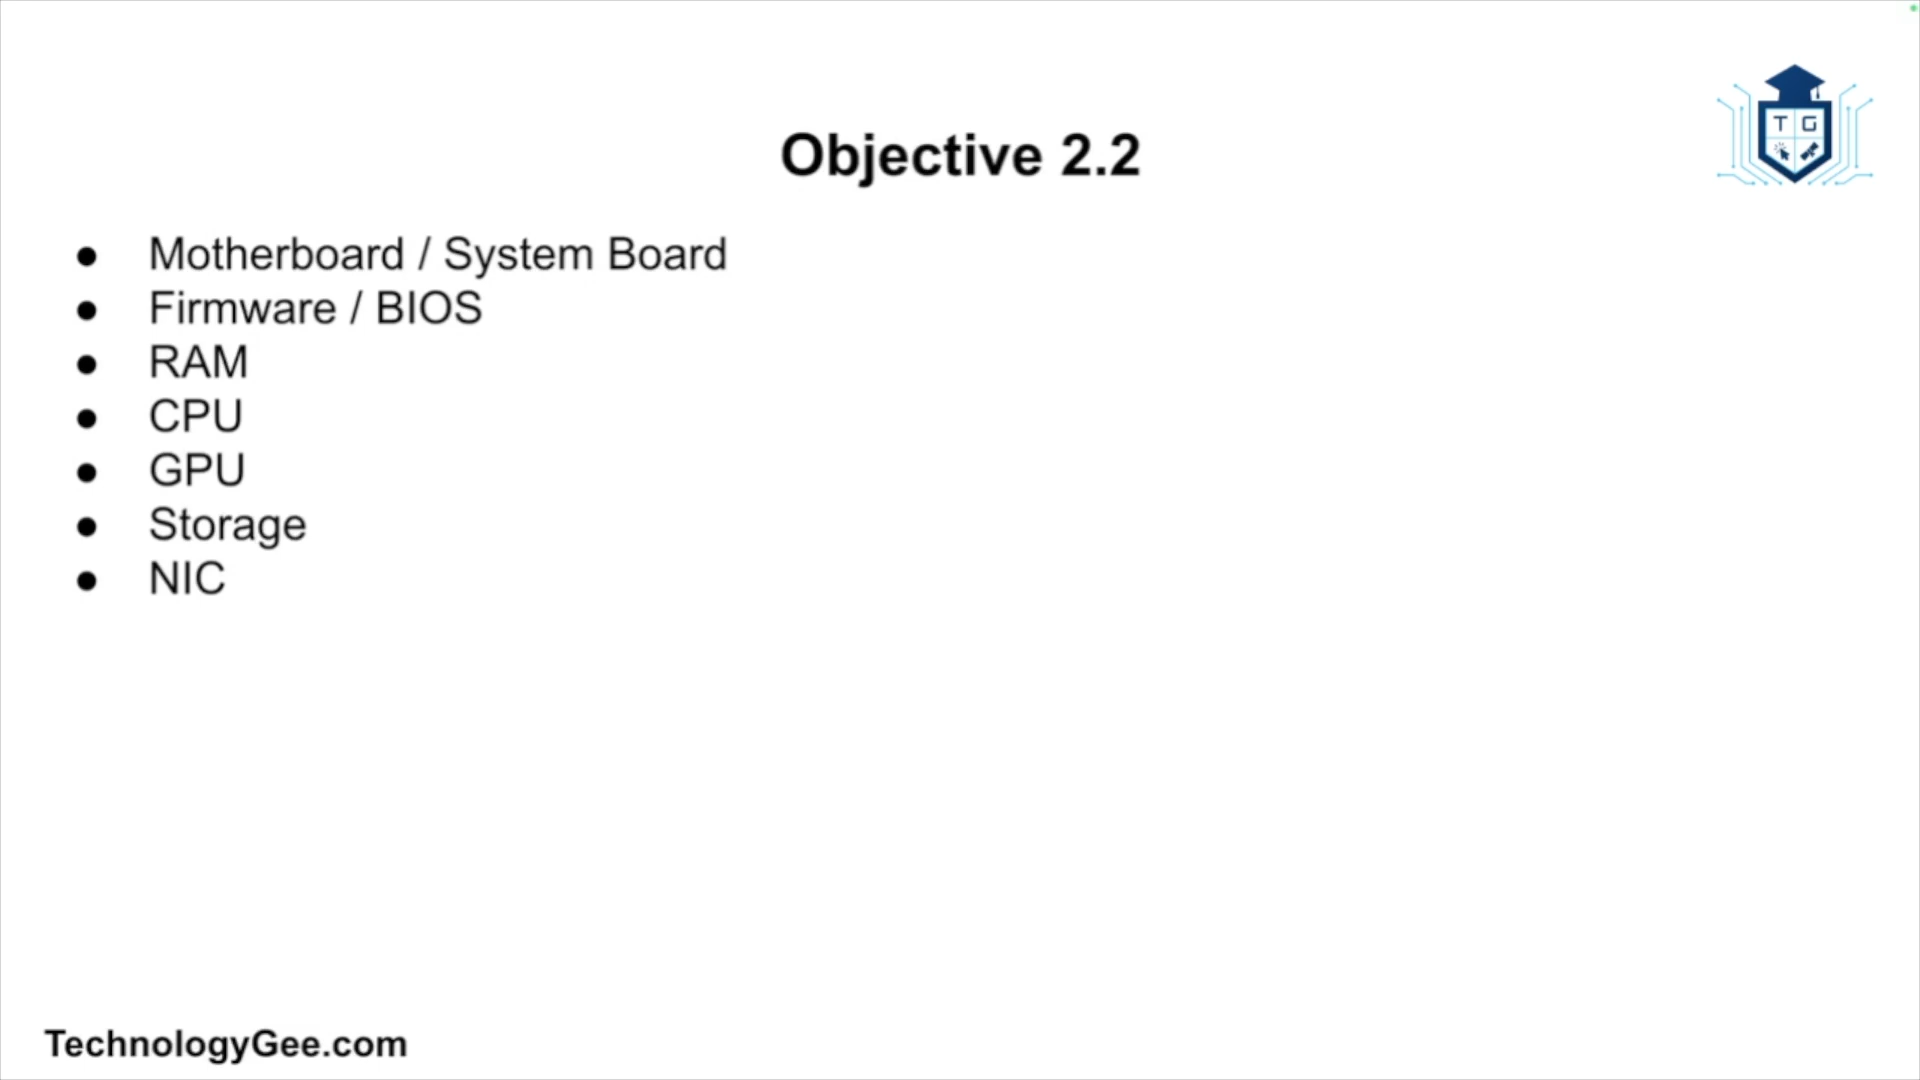 T G
Objective 2.2
● Motherboard / System Board
● Firmware / BIOS
● RAM
● CPU
● GPU
● Storage
● NIC
TechnologyGee.com